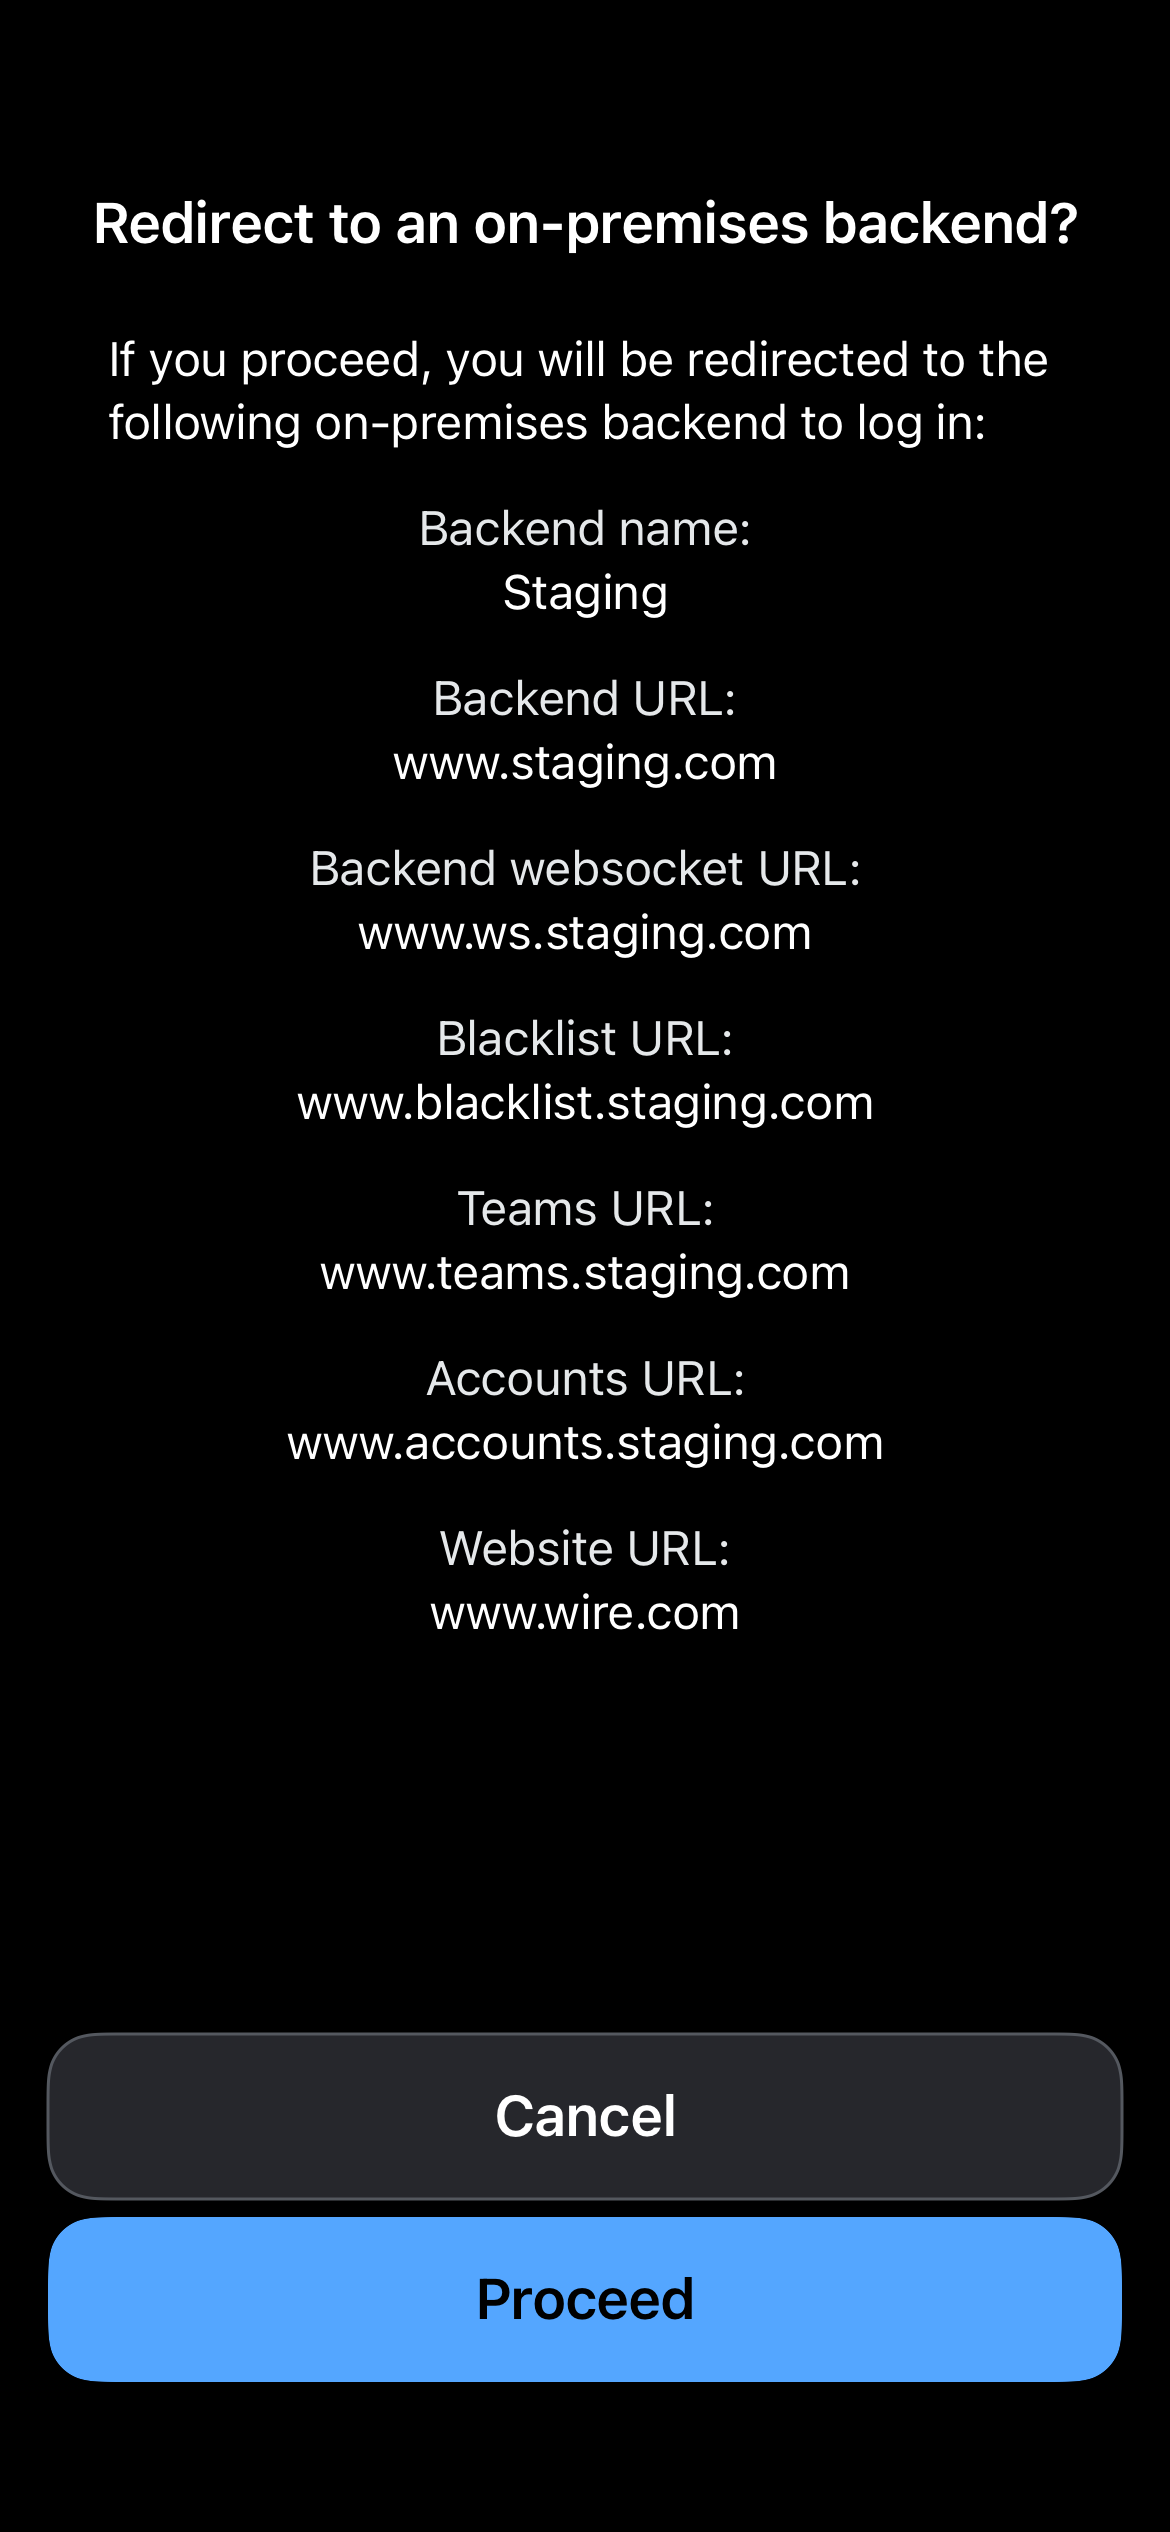 Redirect to an on-premises backend?
If you proceed, you will be redirected to the
following on-premises backend to log in:
Backend name:
Staging
Backend URL:
www.staging.com
Backend websocket URL:
www.ws.staging.com
Blacklist URL:
www.blacklist.staging.com
Teams URL:
www.teams.staging.com
Accounts URL:
www.accounts.staging.com
Website URL:
www.wire.com
Cancel
Proceed